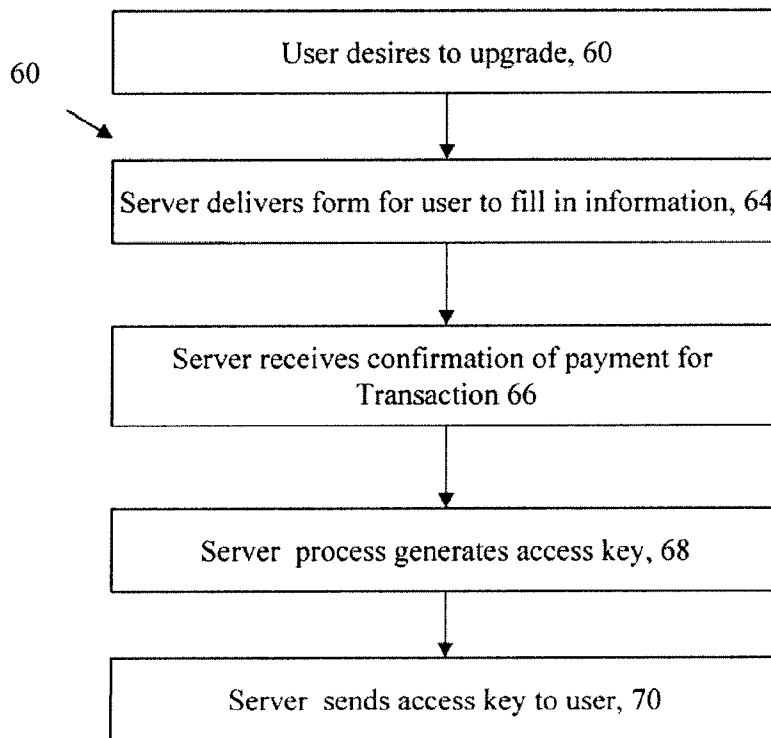 User desires to upgrade, 60
60
Server delivers form for user to fill in information, 64
Server receives confirmation of payment for
Transaction 66
Server process generates access key, 68
Server sends access key to user, 70